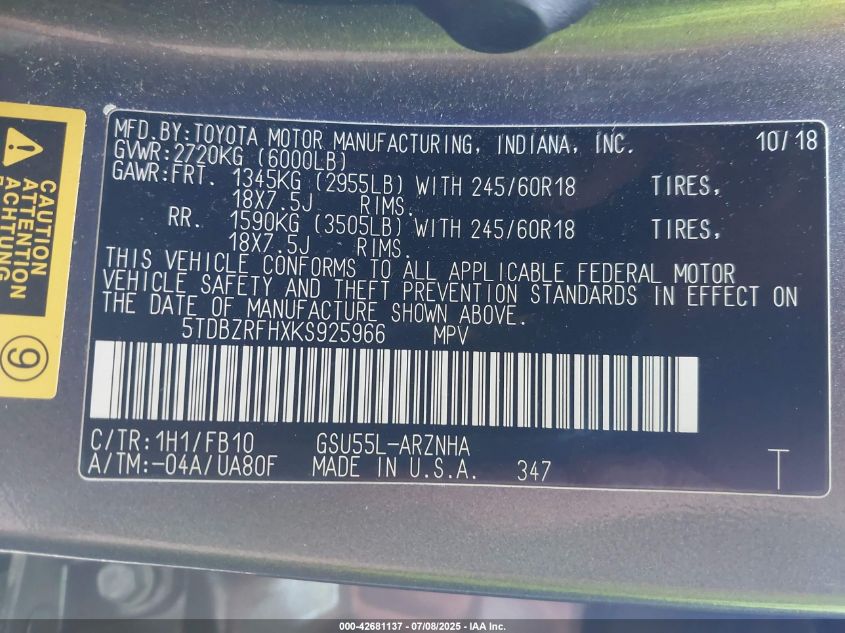 CAUTION
ATTENTION
ACHTUNG
9
MFD.BY:TOYOTA MOTOR MANUFACTURING, INDIANA, INC. 10/18
GVWR:2720KG (6000LB)
GAWR:FRT. 1345KG (2955LB) WITH 245/60R18 TIRES,
18X7.5J RIMS.
RR. 1590KG (3505LB) WITH 245/60R18 TIRES,
18X7.5J RIMS.
THIS VEHICLE CONFORMS TO ALL APPLICABLE FEDERAL MOTOR
VEHICLE SAFETY AND THEFT PREVENTION STANDARDS IN EFFECT ON
THE DATE OF MANUFACTURE SHOWN ABOVE.
5TDBZRFHXKS925966 MPV
C/TR:1H1/FB10 GSU55L-ARZNHA
A/TM:-04A/UA80F MADE IN U.S.A. 347 T
000-42681137 - 07/08/2025 - IAA Inc.